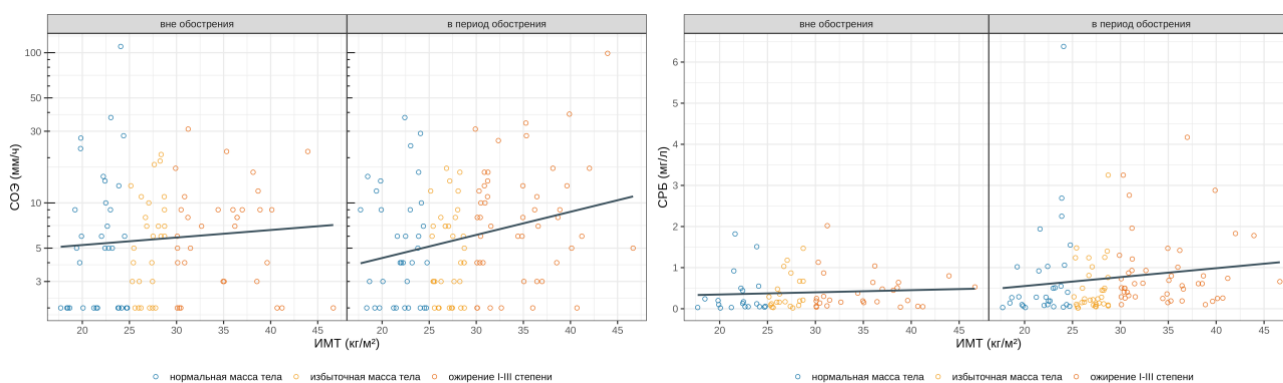 вне обострения
в период обострения
СОЭ (мм/ч)
100
50
30
10
5
3
20 25 30 35 40 45 20 25 30 35 40 45
ИМТ (кг/м²)
нормальная масса тела избыточная масса тела ожирение I-III степени
вне обострения
в период обострения
СРБ (мг/л)
6
5
4
3
2
1
0
20 25 30 35 40 45 20 25 30 35 40 45
ИМТ (кг/м²)
нормальная масса тела избыточная масса тела ожирение I-III степени